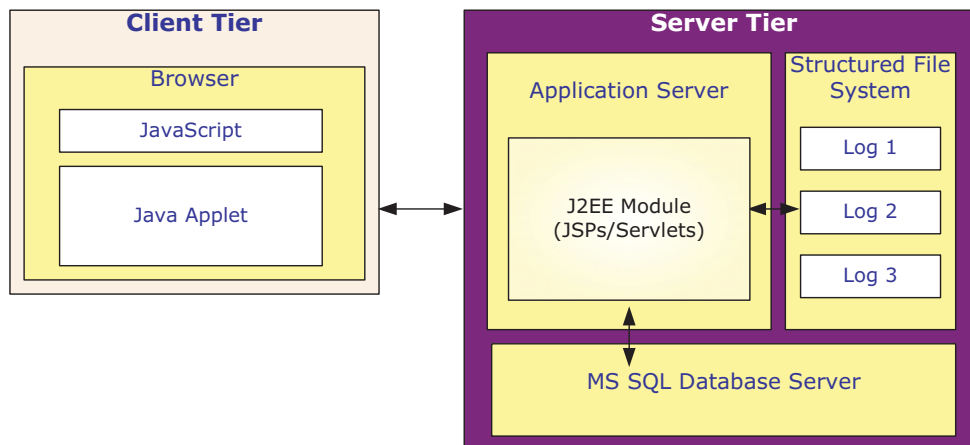 Client Tier
Browser
JavaScript
Java Applet
Server Tier
Application Server
J2EE Module
(JSPs/Servlets)
Structured File
System
Log 1
Log 2
Log 3
MS SQL Database Server